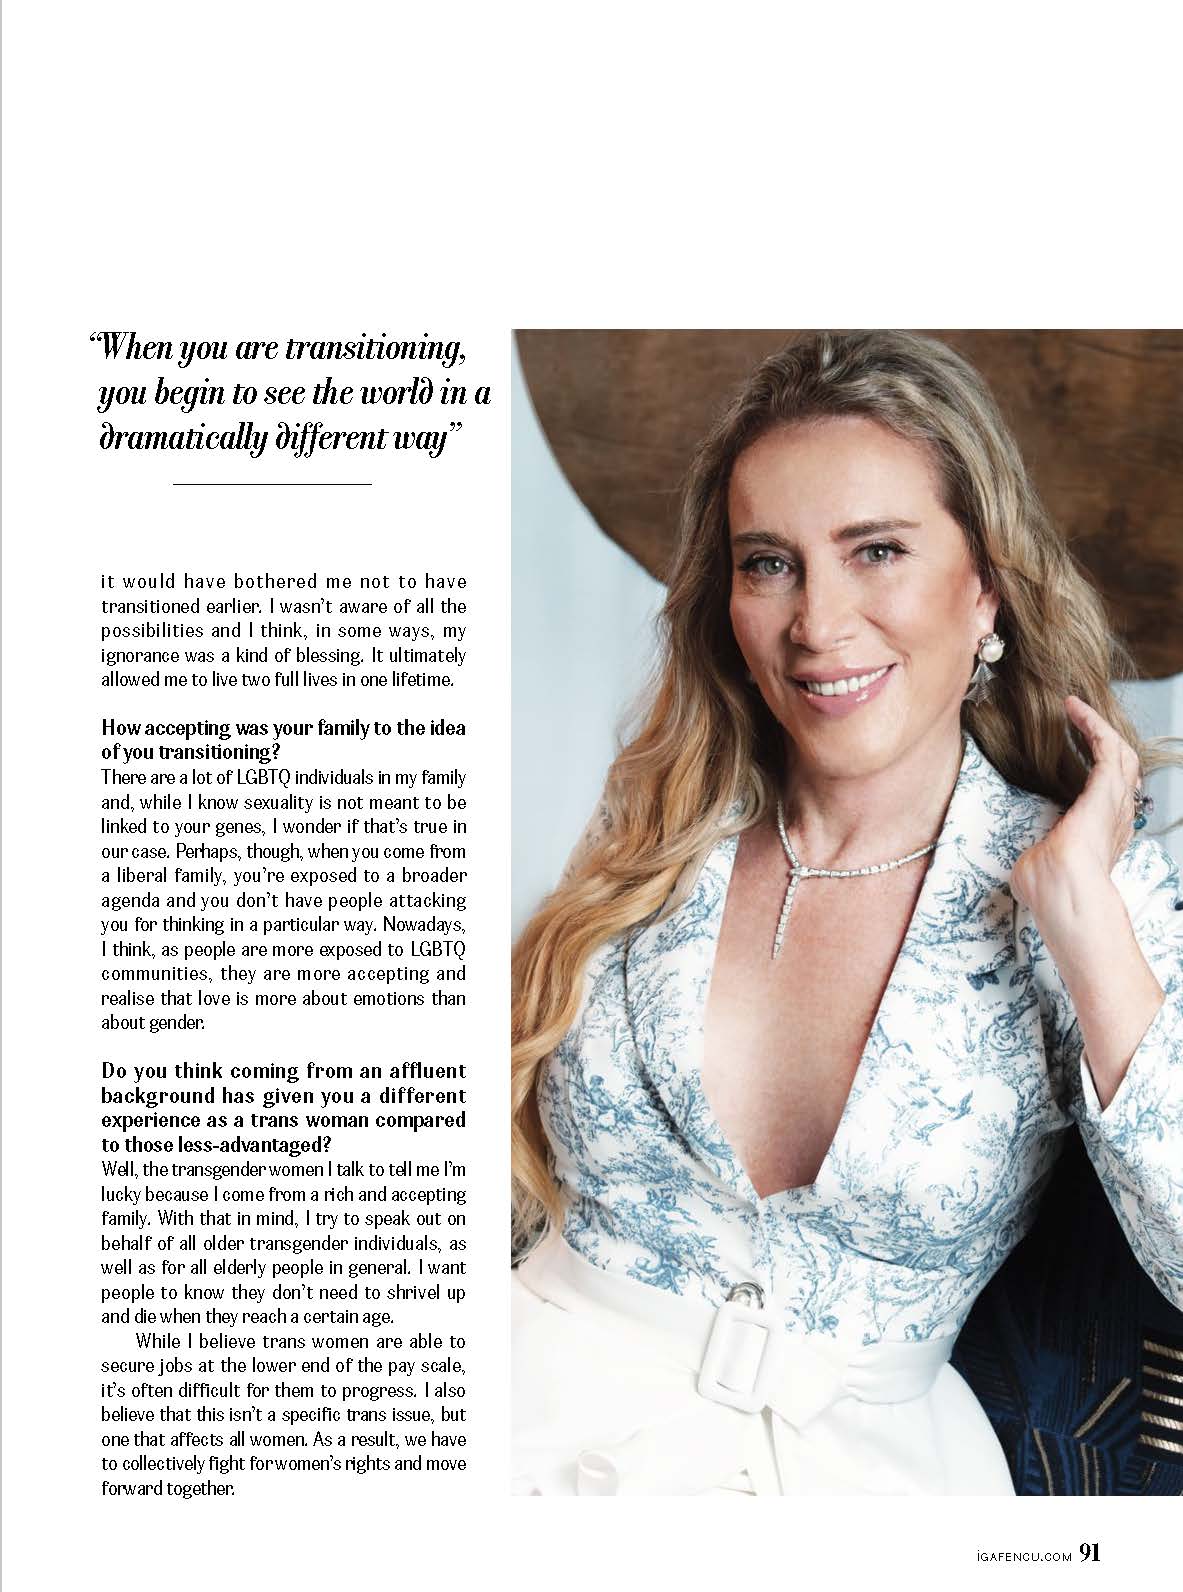 “When you are transitioning,
you begin to see the world in a
dramatically different way”
it would have bothered me not to have
transitioned earlier. I wasn’t aware of all the
possibilities and I think, in some ways, my
ignorance was a kind of blessing. It ultimately
allowed me to live two full lives in one lifetime.
How accepting was your family to the idea
of you transitioning?
There are a lot of LGBTQ individuals in my family
and, while I know sexuality is not meant to be
linked to your genes, I wonder if that’s true in
our case. Perhaps, though, when you come from
a liberal family, you’re exposed to a broader
agenda and you don’t have people attacking
you for thinking in a particular way. Nowadays,
I think, as people are more exposed to LGBTQ
communities, they are more accepting and
realise that love is more about emotions than
about gender.
Do you think coming from an affluent
background has given you a different
experience as a trans woman compared
to those less-advantaged?
Well, the transgender women I talk to tell me I’m
lucky because I come from a rich and accepting
family. With that in mind, I try to speak out on
behalf of all older transgender individuals, as
well as for all elderly people in general. I want
people to know they don’t need to shrivel up
and die when they reach a certain age.
While I believe trans women are able to
secure jobs at the lower end of the pay scale,
it’s often difficult for them to progress. I also
believe that this isn’t a specific trans issue, but
one that affects all women. As a result, we have
to collectively fight for women’s rights and move
forward together.
iGAFENCU.COM 91